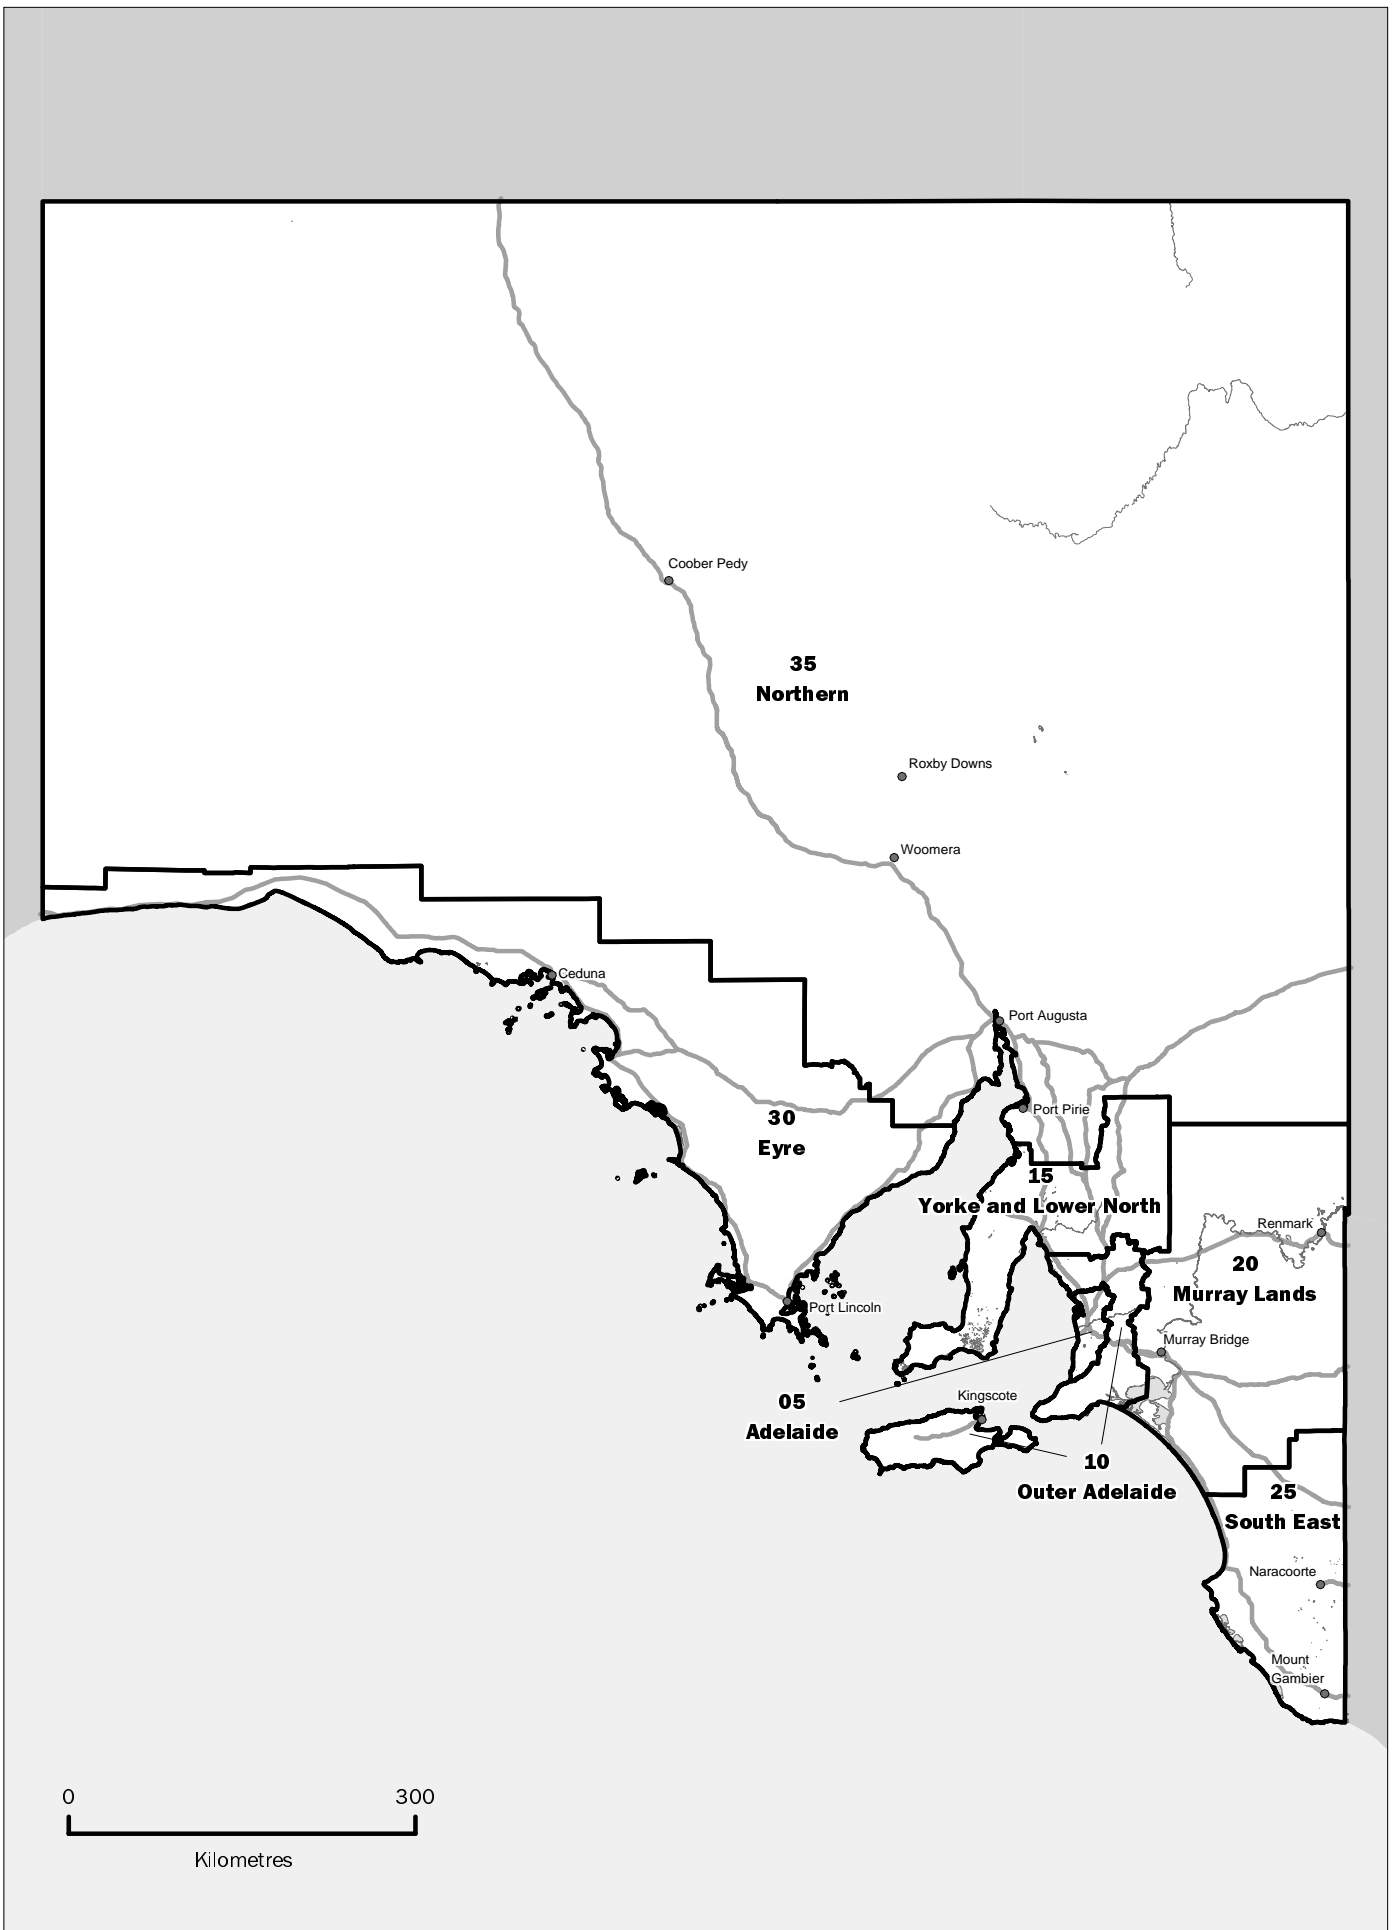 Coober Pedy
35
Northern
Roxby Downs
Woomera
Ceduna
Port Augusta
Port Pirie
30
Eyre
15
Yorke and Lower North
Renmark
20
Murray Lands
Port Lincoln
Murray Bridge
05
Adelaide
Kingscote
10
Outer Adelaide
25
South East
Naracoorte
Mount
Gambier
0 300
Kilometres